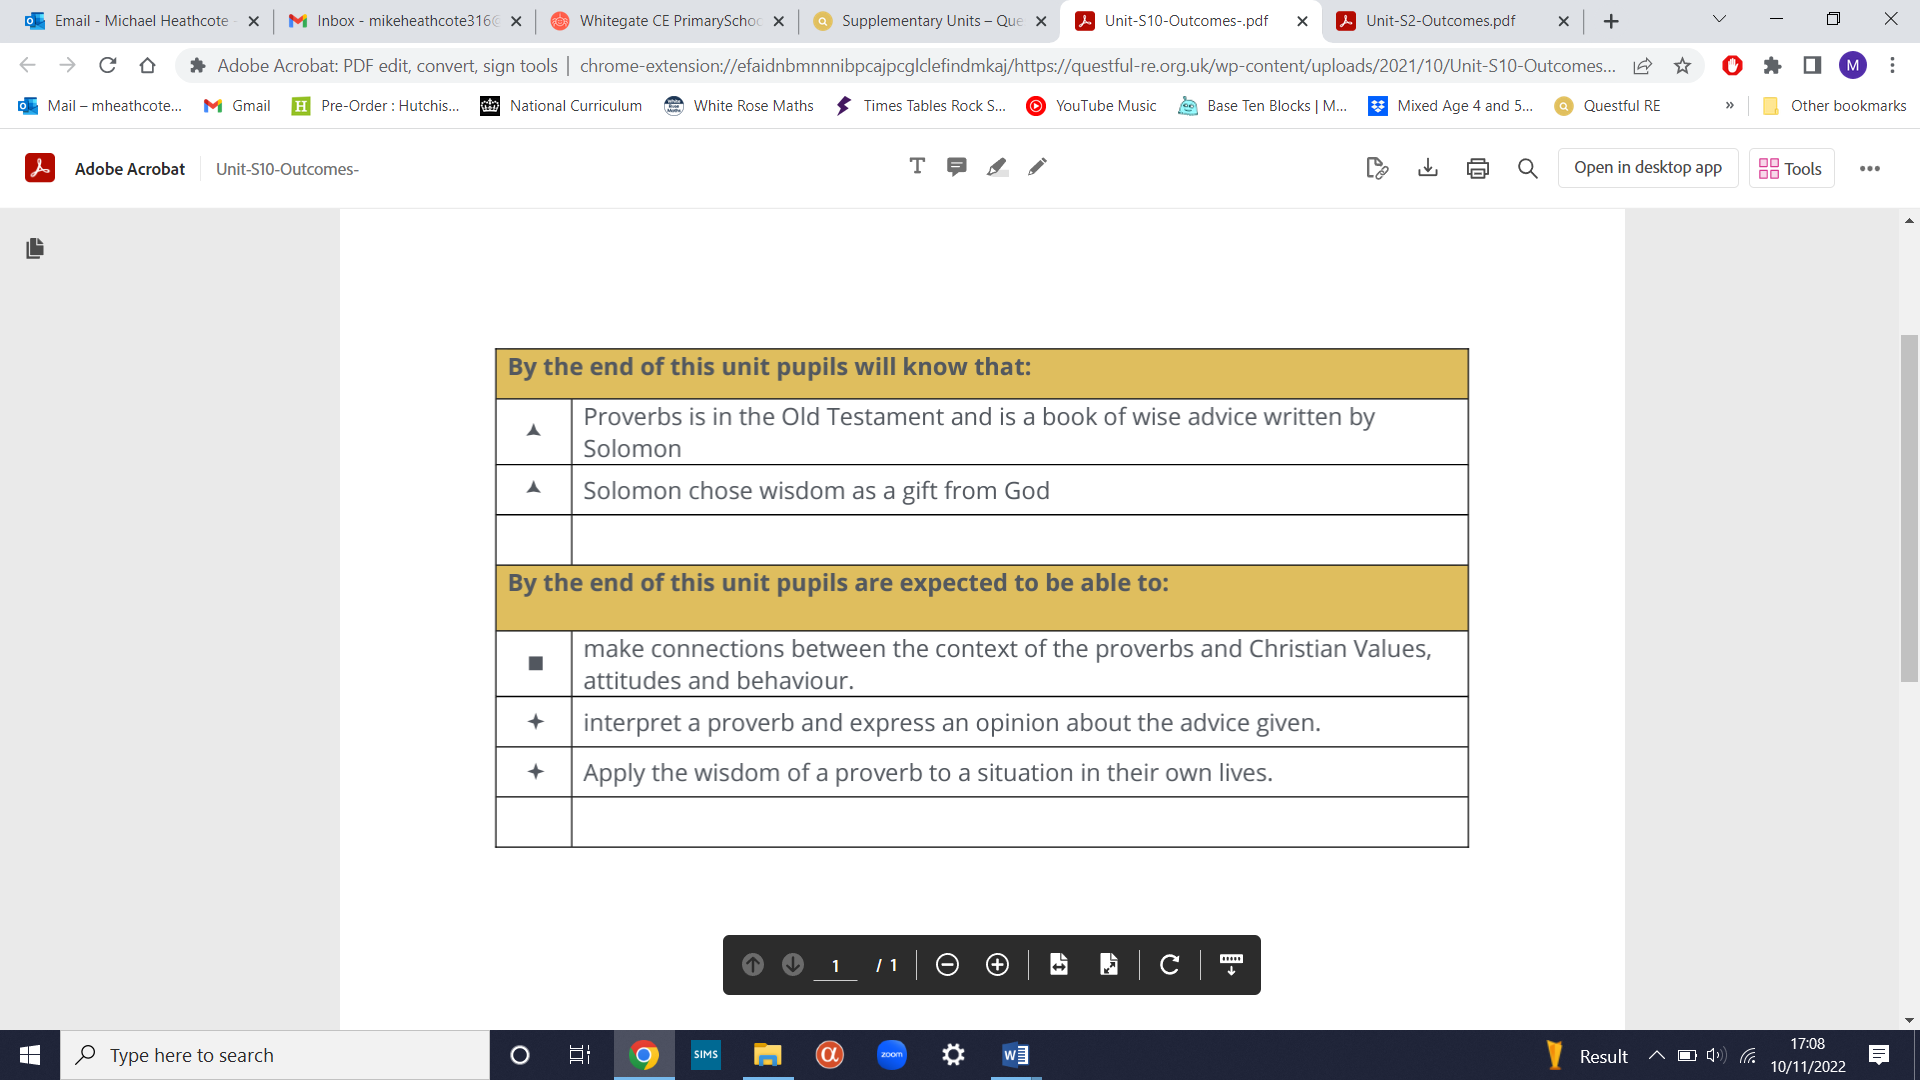 Email - Michael Heathcote
Inbox - mikeheathcote316@
Whitegate CE PrimarySchoo
Supplementary Units – Que
Unit-S10-Outcomes-.pdf
Unit-S2-Outcomes.pdf
Adobe Acrobat: PDF edit, convert, sign tools | chrome-extension://efaidnbmnnnibpcajpcglclefindmkaj/https://questful-re.org.uk/wp-content/uploads/2021/10/Unit-S10-Outcomes...
M
Mail – mheathcote...
Gmail
H Pre-Order : Hutchis...
National Curriculum
White Rose Maths
Times Tables Rock S...
YouTube Music
Base Ten Blocks | M...
Mixed Age 4 and 5...
Questful RE
»
Other bookmarks
Adobe Acrobat
Unit-S10-Outcomes-
Open in desktop app
Tools
By the end of this unit pupils will know that:
Proverbs is in the Old Testament and is a book of wise advice written by
Solomon
Solomon chose wisdom as a gift from God
By the end of this unit pupils are expected to be able to:
make connections between the context of the proverbs and Christian Values,
attitudes and behaviour.
interpret a proverb and express an opinion about the advice given.
Apply the wisdom of a proverb to a situation in their own lives.
1 / 1
Type here to search
SIMS
zoom
Result
17:08
10/11/2022